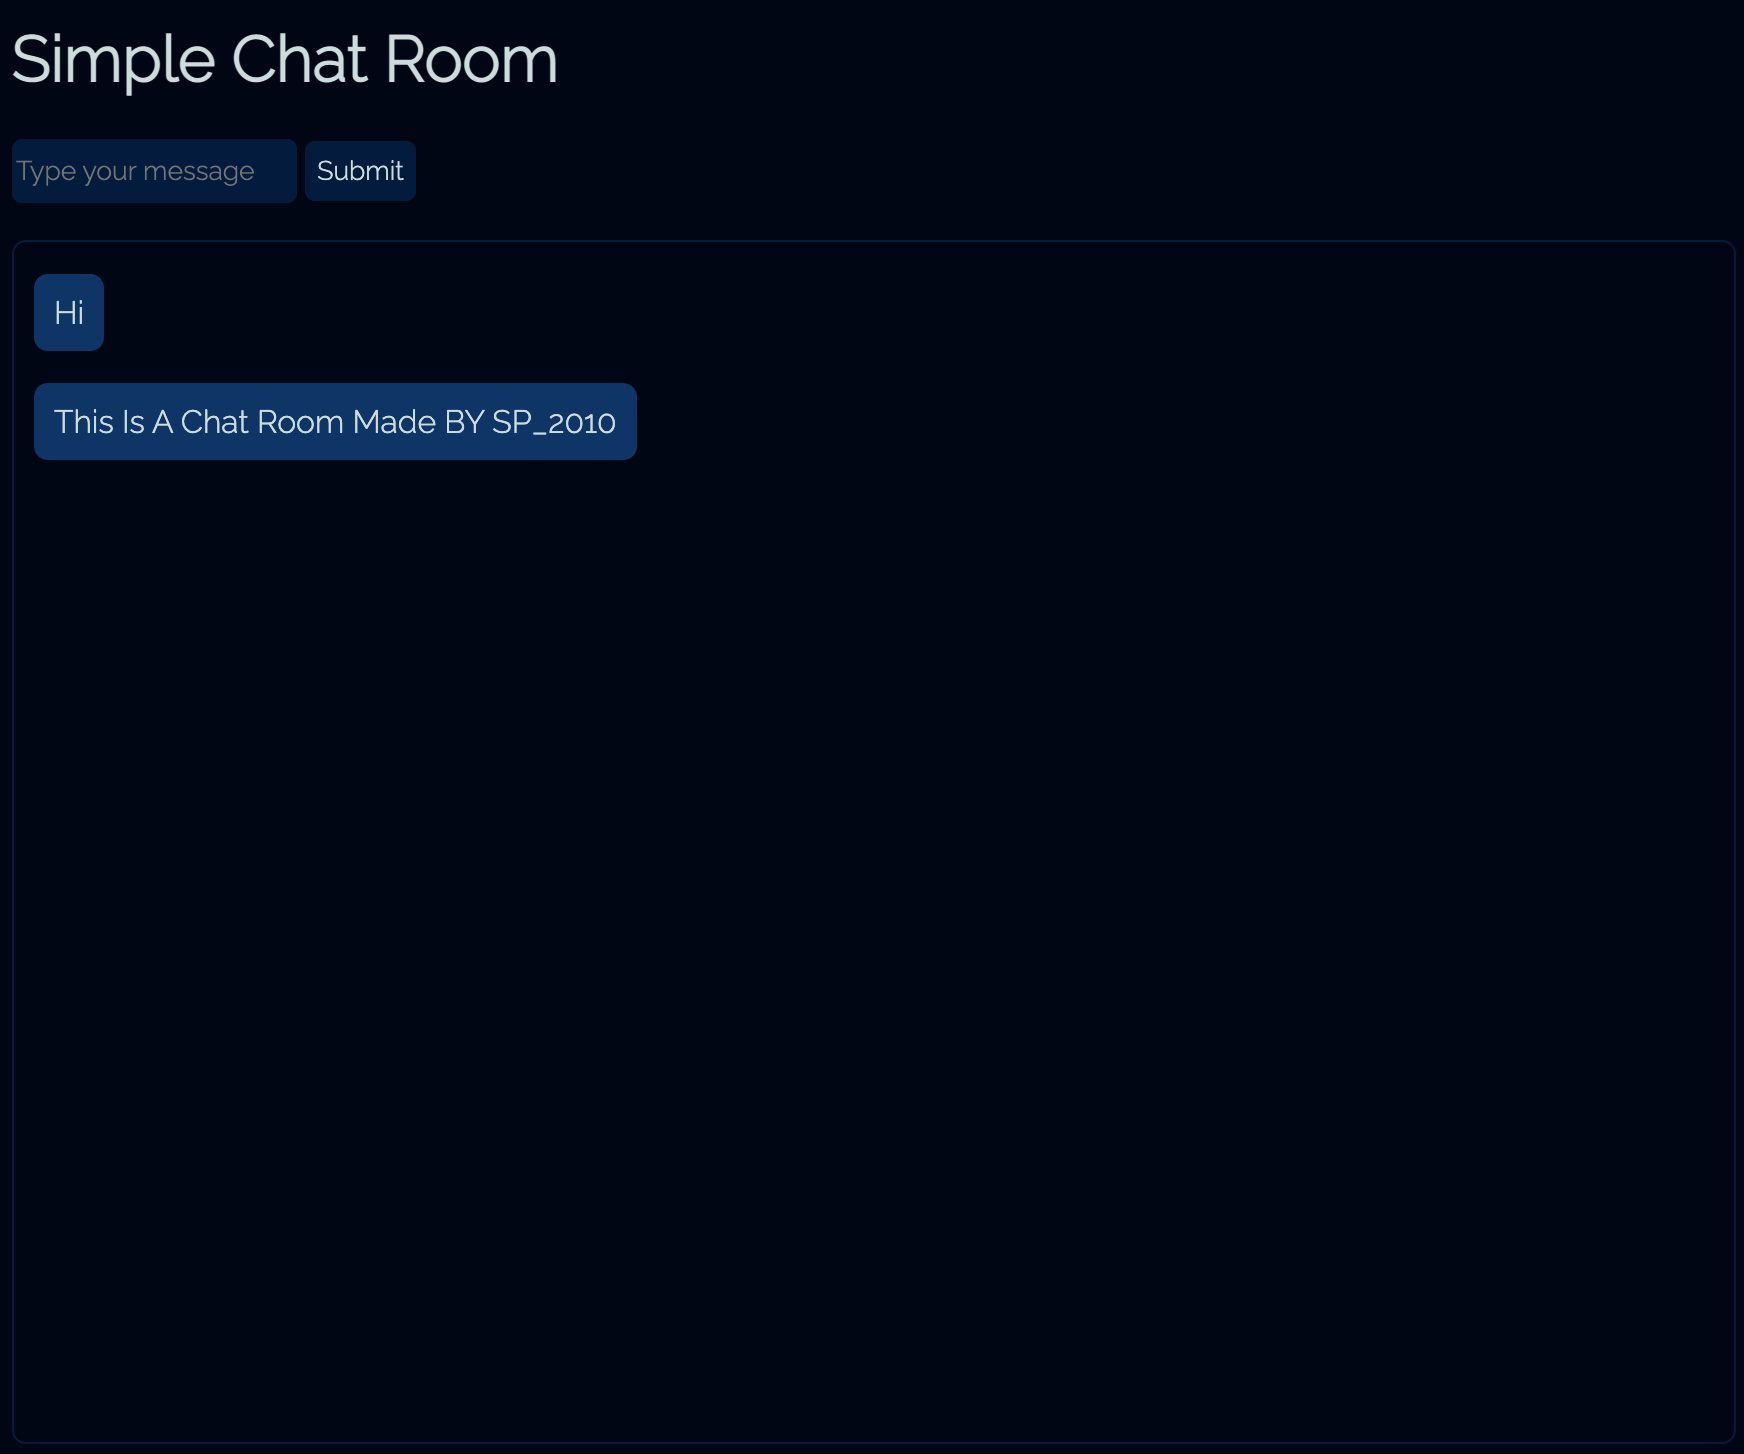 Simple Chat Room
Type your message
Submit
Hi
This Is A Chat Room Made BY SP_2010